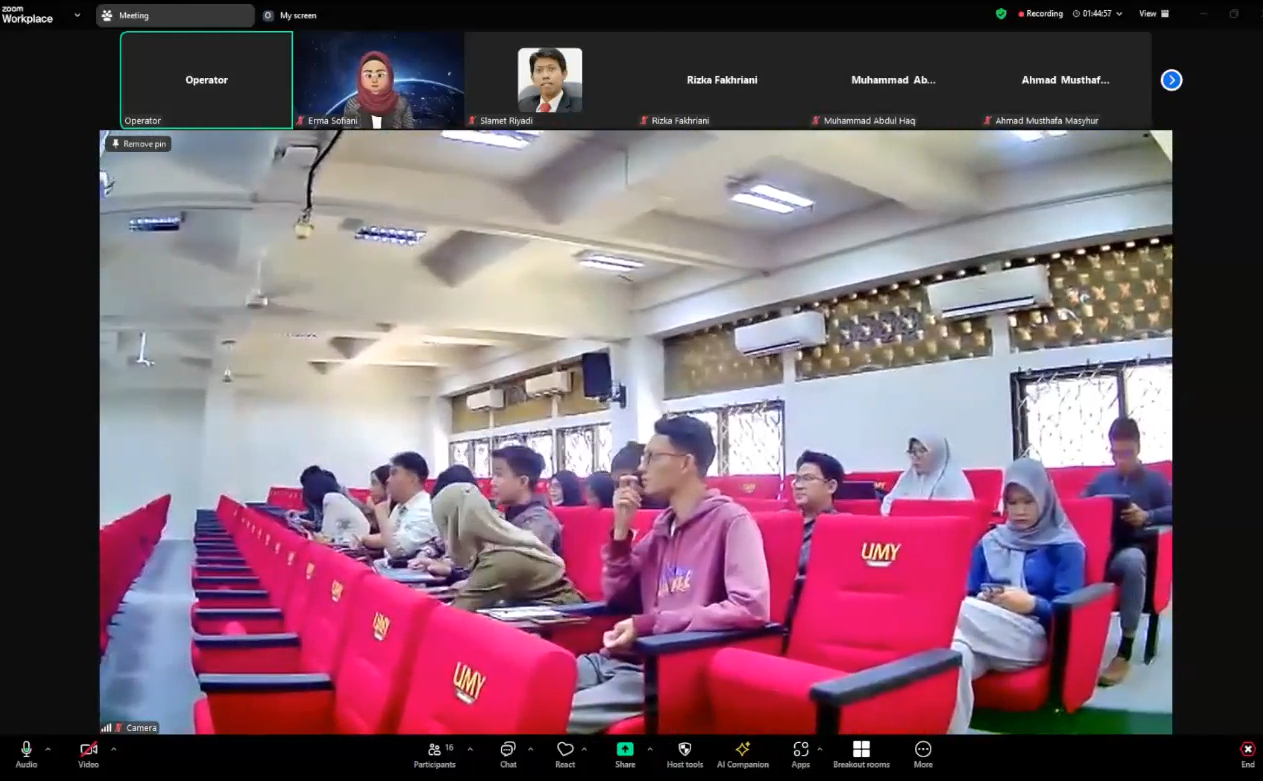 zoom
Workplace
Meeting
My screen
Recording
01:44:57
View
Operator
Operator
Erma Sofiani
Slamet Riyadi
Rizka Fakhriani
Rizka Fakhriani
Muhammad Ab...
Muhammad Abdul Haq
Ahmad Musthaf...
Ahmad Musthafa Masyhur
Remove pin
UMY
UMY
UMY
UMY
UMY
Camera
Audio
Video
Participants
16
Chat
React
Share
Host tools
AI Companion
Apps
Breakout rooms
More
End